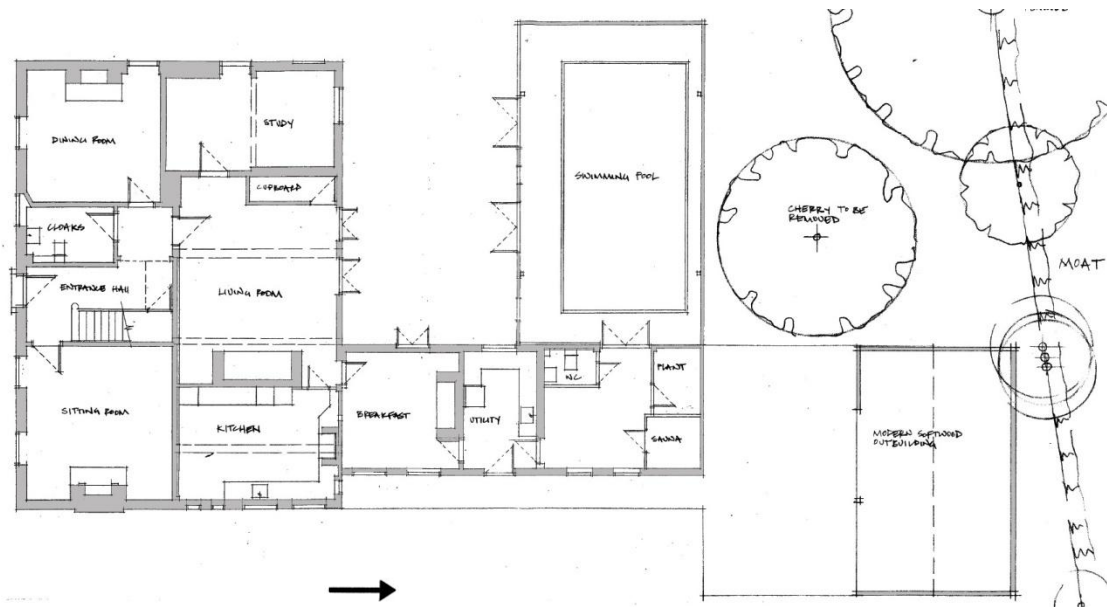 DINING ROOM
STUDY
CUPBOARD
CLOAKS
ENTRANCE HALL
LIVING ROOM
SITTING ROOM
KITCHEN
BREAKFAST
UTILITY
WC
PLANT
SAUNA
SWIMMING POOL
CHERRY TO BE
REMOVED
MOAT
MODERN SOFTWOOD
OUTBUILDING